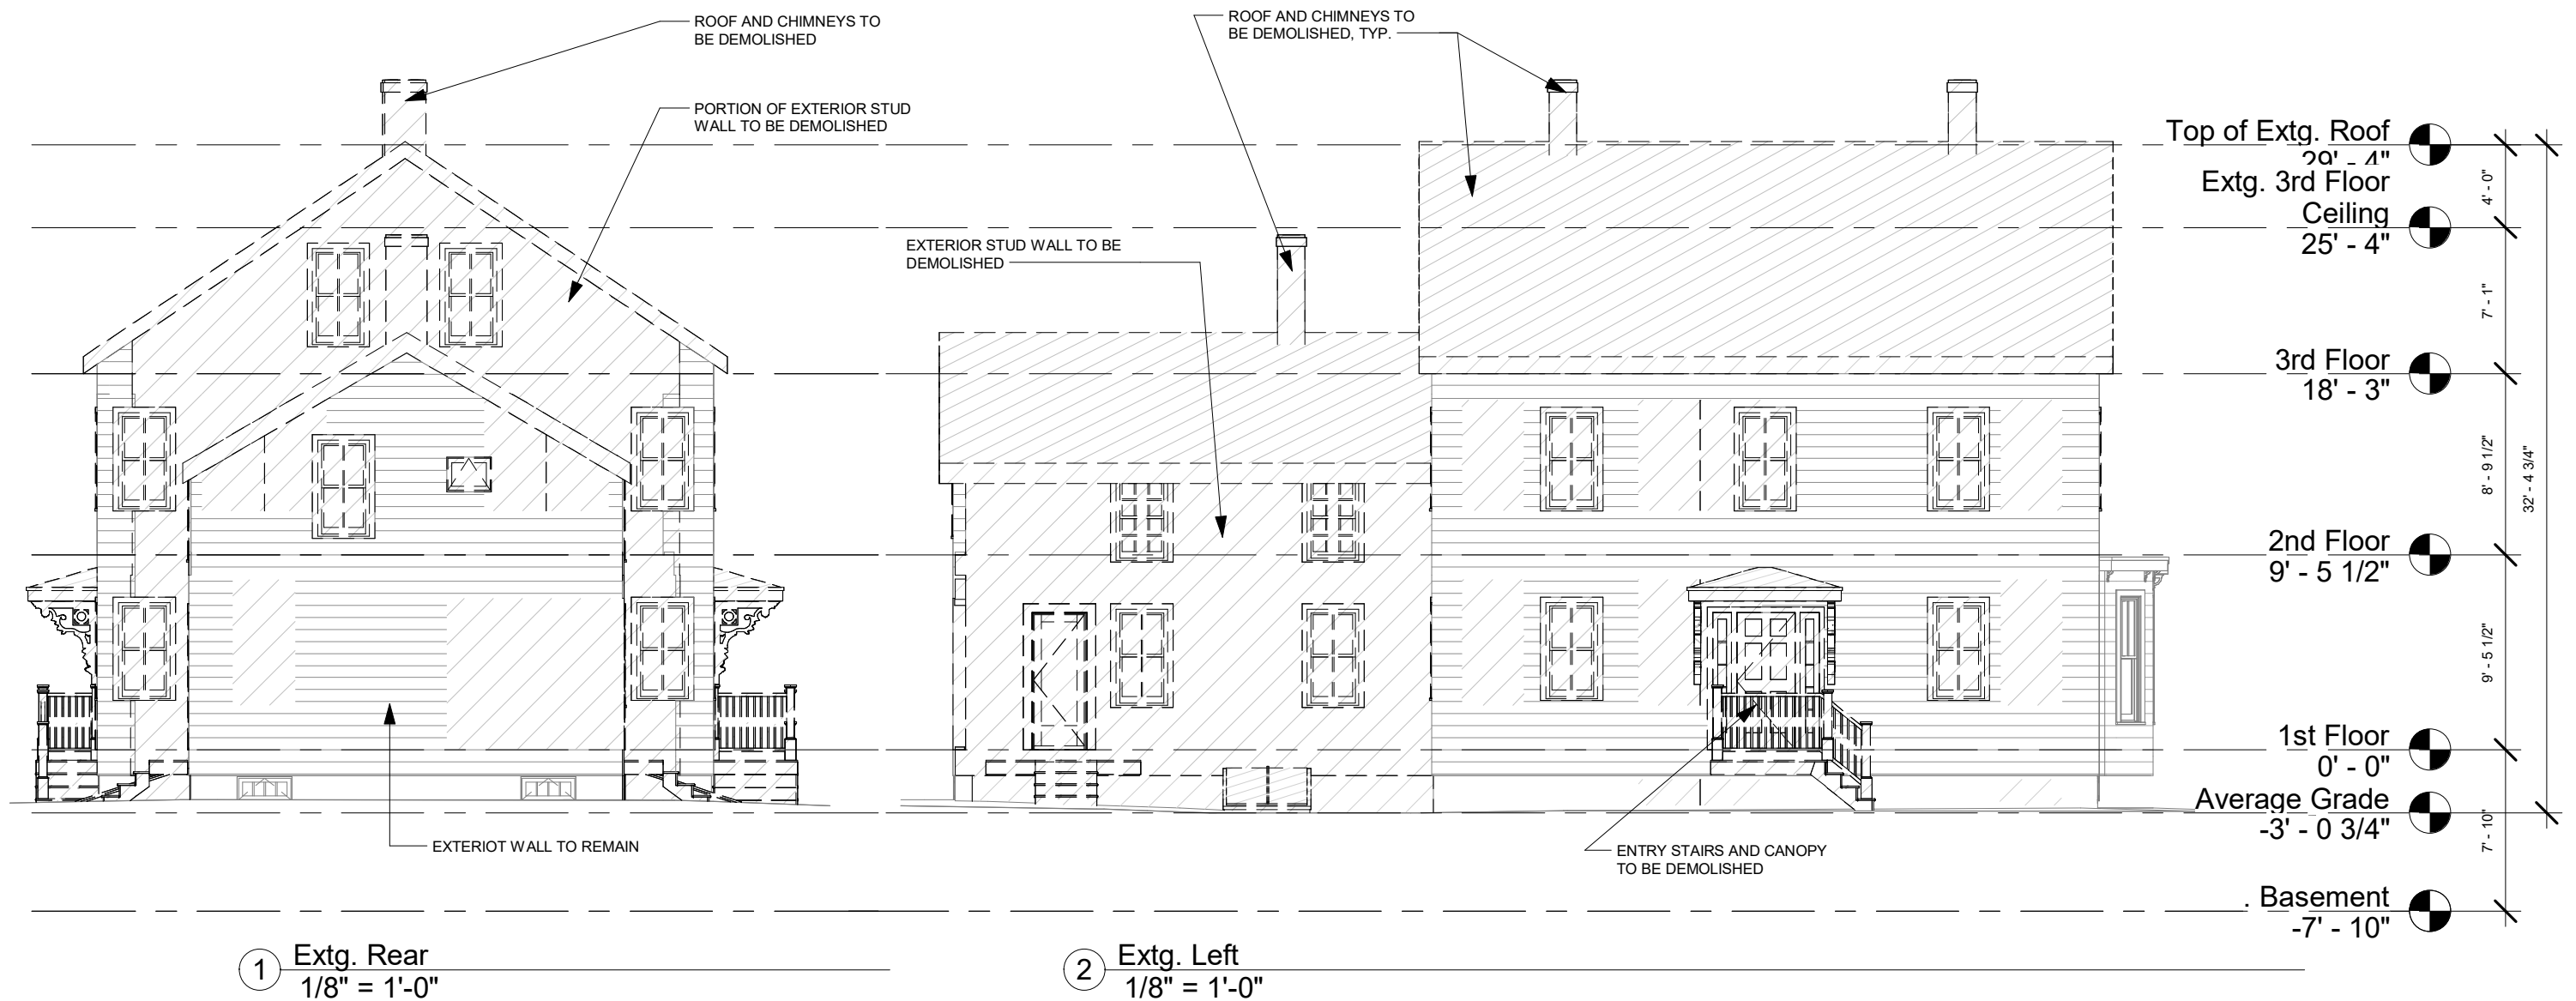 ROOF AND CHIMNEYS TO
BE DEMOLISHED
PORTION OF EXTERIOR STUD
WALL TO BE DEMOLISHED
ROOF AND CHIMNEYS TO
BE DEMOLISHED, TYP.
EXTERIOR STUD WALL TO BE
DEMOLISHED
EXTERIOT WALL TO REMAIN
ENTRY STAIRS AND CANOPY
TO BE DEMOLISHED
Top of Extg. Roof
29' - 4"
Extg. 3rd Floor
Ceiling
25' - 4"
3rd Floor
18' - 3"
2nd Floor
9' - 5 1/2"
1st Floor
0' - 0"
Average Grade
-3' - 0 3/4"
. Basement
-7' - 10"
4' - 0"
7' - 1"
8' - 9 1/2"
9' - 5 1/2"
7' - 10"
32' - 4 3/4"
1
Extg. Rear
1/8" = 1'-0"
2
Extg. Left
1/8" = 1'-0"